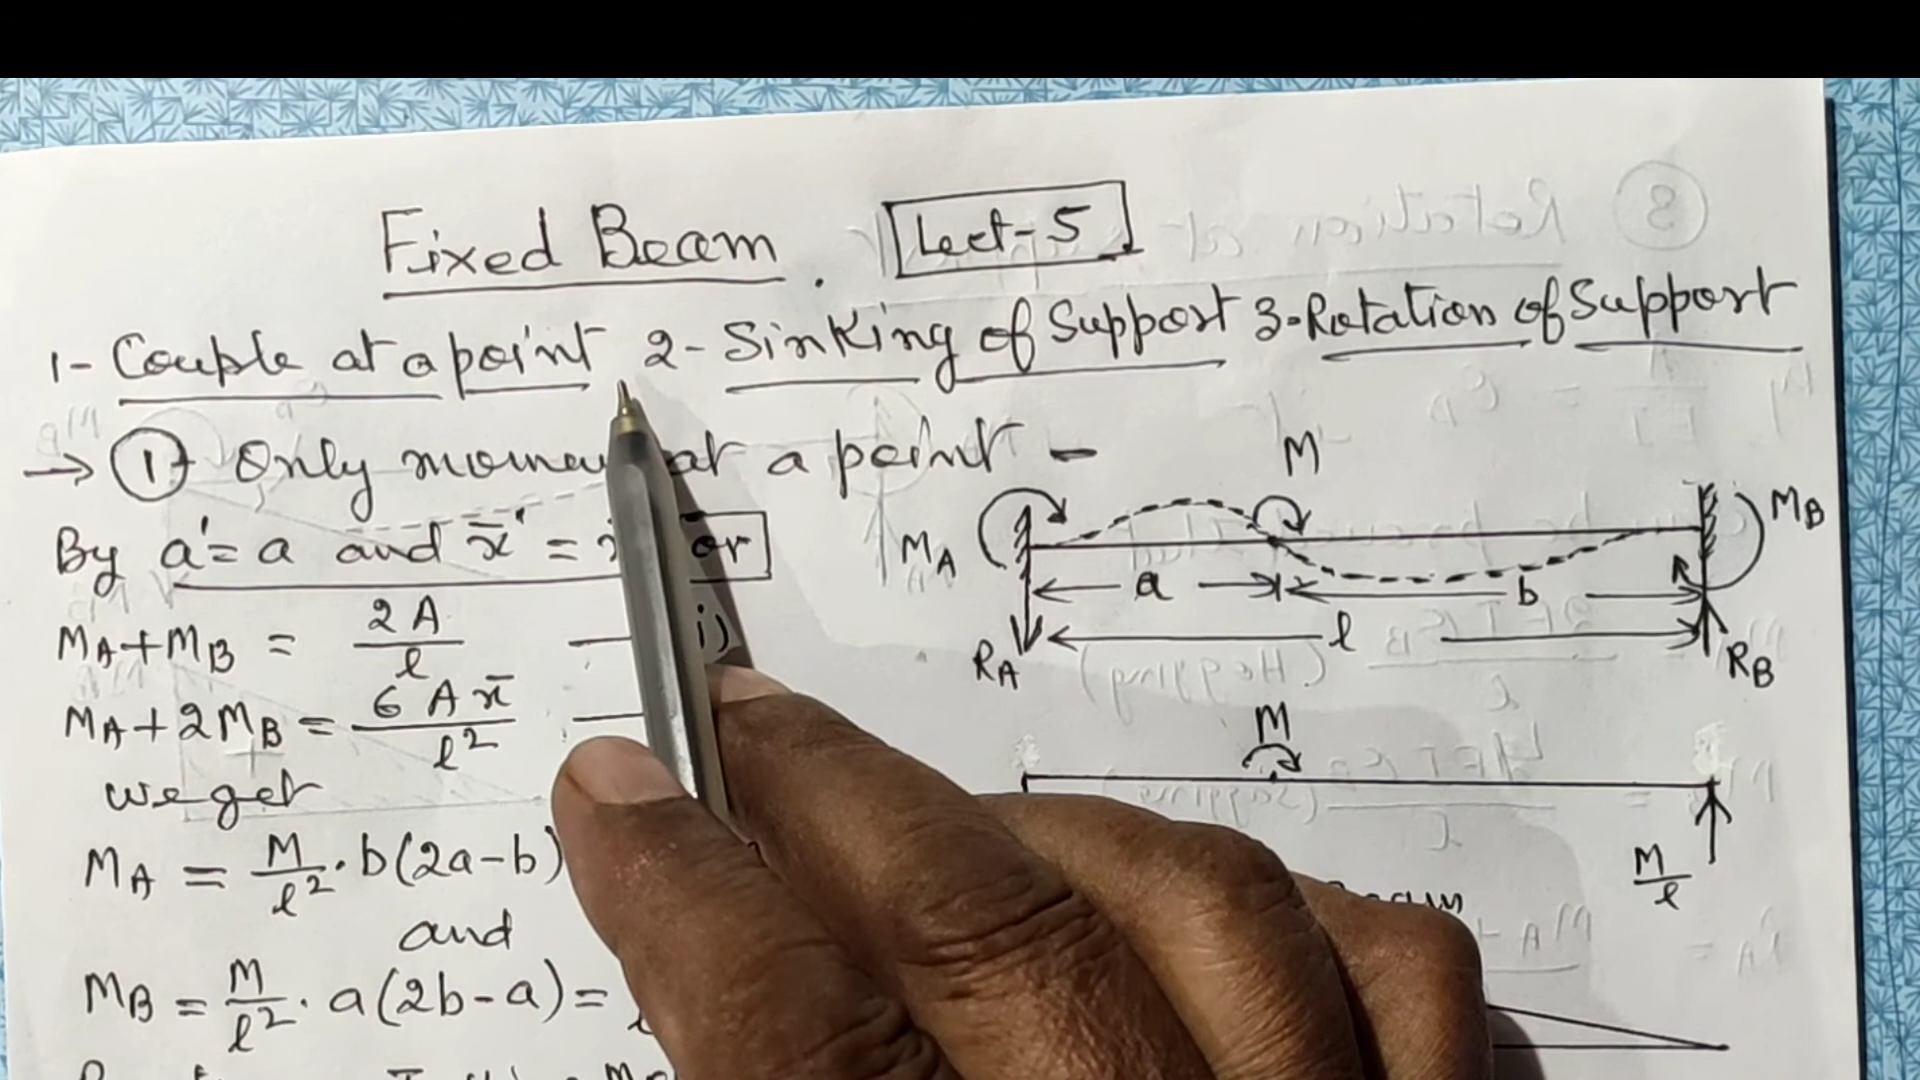 Fixed Beam. Lect-5
1- Couple at a point 2- Sinking of Support 3-Rotation of Support
→ ① Only at a point -
By a'= a and x̄' = or
MA+MB = 2A/l i)
MA+2MB = 6Ax̄/l²
we get
MA = M/l² . b(2a-b)
and
MB = M/l² . a(2b-a) =
M
MA
MB
a b
l
RA RB
M
M/l